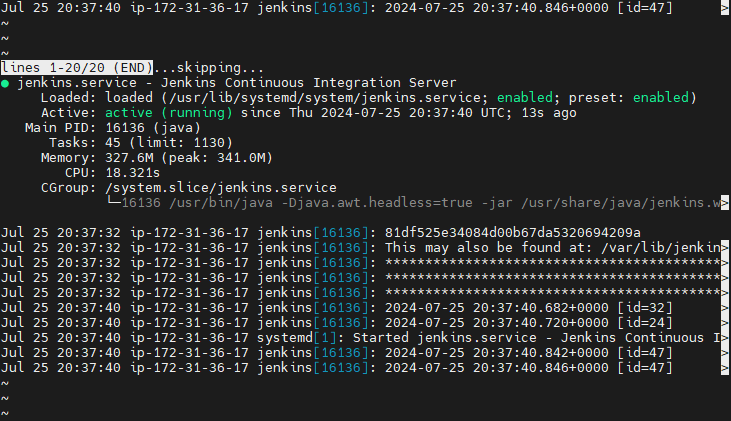 Jul 25 20:37:40 ip-172-31-36-17 jenkins[16136]: 2024-07-25 20:37:40.846+0000 [id=47]      >
~
~
~
lines 1-20/20 (END)...skipping...
● jenkins.service - Jenkins Continuous Integration Server
     Loaded: loaded (/usr/lib/systemd/system/jenkins.service; enabled; preset: enabled)
     Active: active (running) since Thu 2024-07-25 20:37:40 UTC; 13s ago
   Main PID: 16136 (java)
      Tasks: 45 (limit: 1130)
     Memory: 327.6M (peak: 341.0M)
        CPU: 18.321s
     CGroup: /system.slice/jenkins.service
             └─16136 /usr/bin/java -Djava.awt.headless=true -jar /usr/share/java/jenkins.w>
Jul 25 20:37:32 ip-172-31-36-17 jenkins[16136]: 81df525e34084d00b67da5320694209a
Jul 25 20:37:32 ip-172-31-36-17 jenkins[16136]: This may also be found at: /var/lib/jenkin>
Jul 25 20:37:32 ip-172-31-36-17 jenkins[16136]: ******************************************>
Jul 25 20:37:32 ip-172-31-36-17 jenkins[16136]: ******************************************>
Jul 25 20:37:32 ip-172-31-36-17 jenkins[16136]: ******************************************>
Jul 25 20:37:40 ip-172-31-36-17 jenkins[16136]: 2024-07-25 20:37:40.682+0000 [id=32]      >
Jul 25 20:37:40 ip-172-31-36-17 jenkins[16136]: 2024-07-25 20:37:40.720+0000 [id=24]      >
Jul 25 20:37:40 ip-172-31-36-17 systemd[1]: Started jenkins.service - Jenkins Continuous I>
Jul 25 20:37:40 ip-172-31-36-17 jenkins[16136]: 2024-07-25 20:37:40.842+0000 [id=47]      >
Jul 25 20:37:40 ip-172-31-36-17 jenkins[16136]: 2024-07-25 20:37:40.846+0000 [id=47]      >
~
~
~